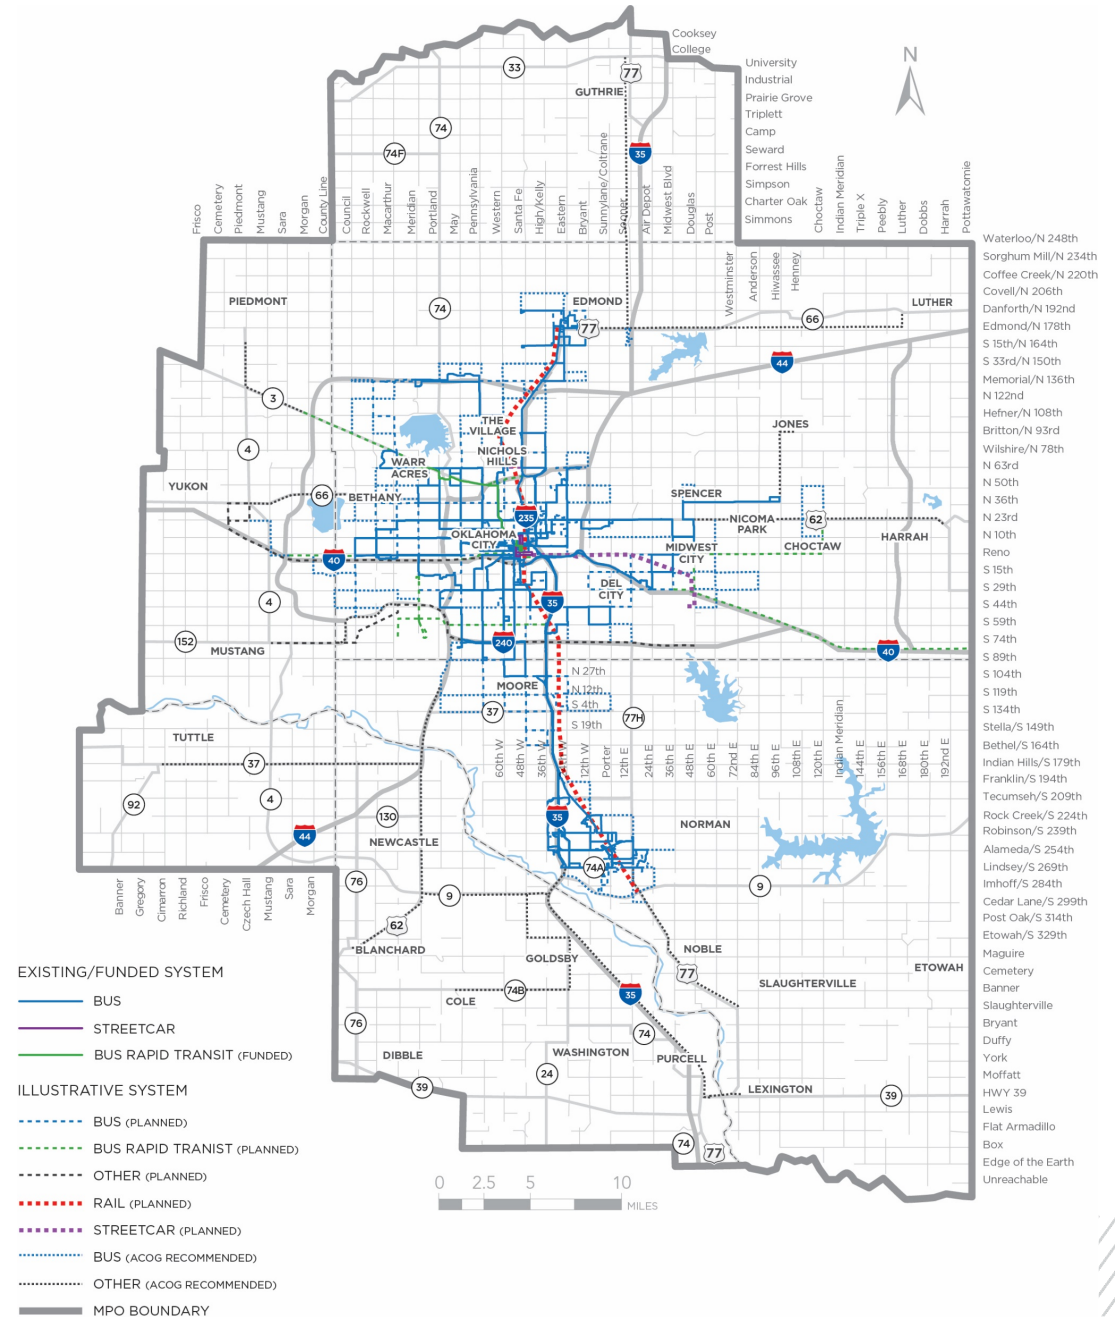 Cooksey
College
University
Industrial
Prairie Grove
Triplett
Camp
Seward
Forrest Hills
Simpson
Charter Oak
Simmons
N
33
77
GUTHRIE
74
74F
35
Frisco
Cemetery
Piedmont
Mustang
Sara
Morgan
County Line
Council
Rockwell
Macarthur
Meridian
Portland
May
Pennsylvania
Western
Santa Fe
High/Kelly
Eastern
Bryant
Sunnylane/Coltrane
Sooner
Air Depot
Midwest Blvd
Douglas
Post
Westminster
Anderson
Hiwassee
Henney
Choctaw
Indian Meridian
Triple X
Peebly
Luther
Dobbs
Harrah
Pottawatomie
Waterloo/N 248th
Sorghum Mill/N 234th
Coffee Creek/N 220th
Covell/N 206th
Danforth/N 192nd
Edmond/N 178th
S 15th/N 164th
S 33rd/N 150th
Memorial/N 136th
N 122nd
Hefner/N 108th
Britton/N 93rd
Wilshire/N 78th
N 63rd
N 50th
N 36th
N 23rd
N 10th
Reno
S 15th
S 29th
S 44th
S 59th
S 74th
S 89th
S 104th
S 119th
S 134th
Stella/S 149th
Bethel/S 164th
Indian Hills/S 179th
Franklin/S 194th
Tecumseh/S 209th
Rock Creek/S 224th
Robinson/S 239th
Alameda/S 254th
Lindsey/S 269th
Imhoff/S 284th
Cedar Lane/S 299th
Post Oak/S 314th
Etowah/S 329th
Maguire
Cemetery
Banner
Slaughterville
Bryant
Duffy
York
Moffatt
HWY 39
Lewis
Flat Armadillo
Box
Edge of the Earth
Unreachable
PIEDMONT
74
EDMOND
77
66
LUTHER
44
3
4
THE
VILLAGE
NICHOLS
HILLS
WARR
ACRES
JONES
YUKON
66
BETHANY
235
SPENCER
NICOMA
PARK
62
CHOCTAW
HARRAH
OKLAHOMA
CITY
MIDWEST
CITY
40
DEL
CITY
4
35
152
MUSTANG
240
40
MOORE
N 27th
N 12th
S 4th
S 19th
37
77H
TUTTLE
37
60th W
48th W
36th W
12th W
Porter
12th E
24th E
36th E
48th E
60th E
72nd E
84th E
96th E
108th E
120th E
Indian Meridian
144th E
156th E
168th E
180th E
192nd E
92
4
44
130
NEWCASTLE
35
NORMAN
74A
9
76
9
62
BLANCHARD
GOLDSBY
NOBLE
77
SLAUGHTERVILLE
ETOWAH
Banner
Gregory
Cimarron
Richland
Frisco
Cemetery
Czech Hall
Mustang
Sara
Morgan
COLE
74B
35
76
74
DIBBLE
WASHINGTON
PURCELL
39
24
LEXINGTON
39
74
77
EXISTING/FUNDED SYSTEM
BUS
STREETCAR
BUS RAPID TRANSIT (FUNDED)
ILLUSTRATIVE SYSTEM
BUS (PLANNED)
BUS RAPID TRANIST (PLANNED)
OTHER (PLANNED)
RAIL (PLANNED)
STREETCAR (PLANNED)
BUS (ACOG RECOMMENDED)
OTHER (ACOG RECOMMENDED)
MPO BOUNDARY
0 2.5 5 10
MILES